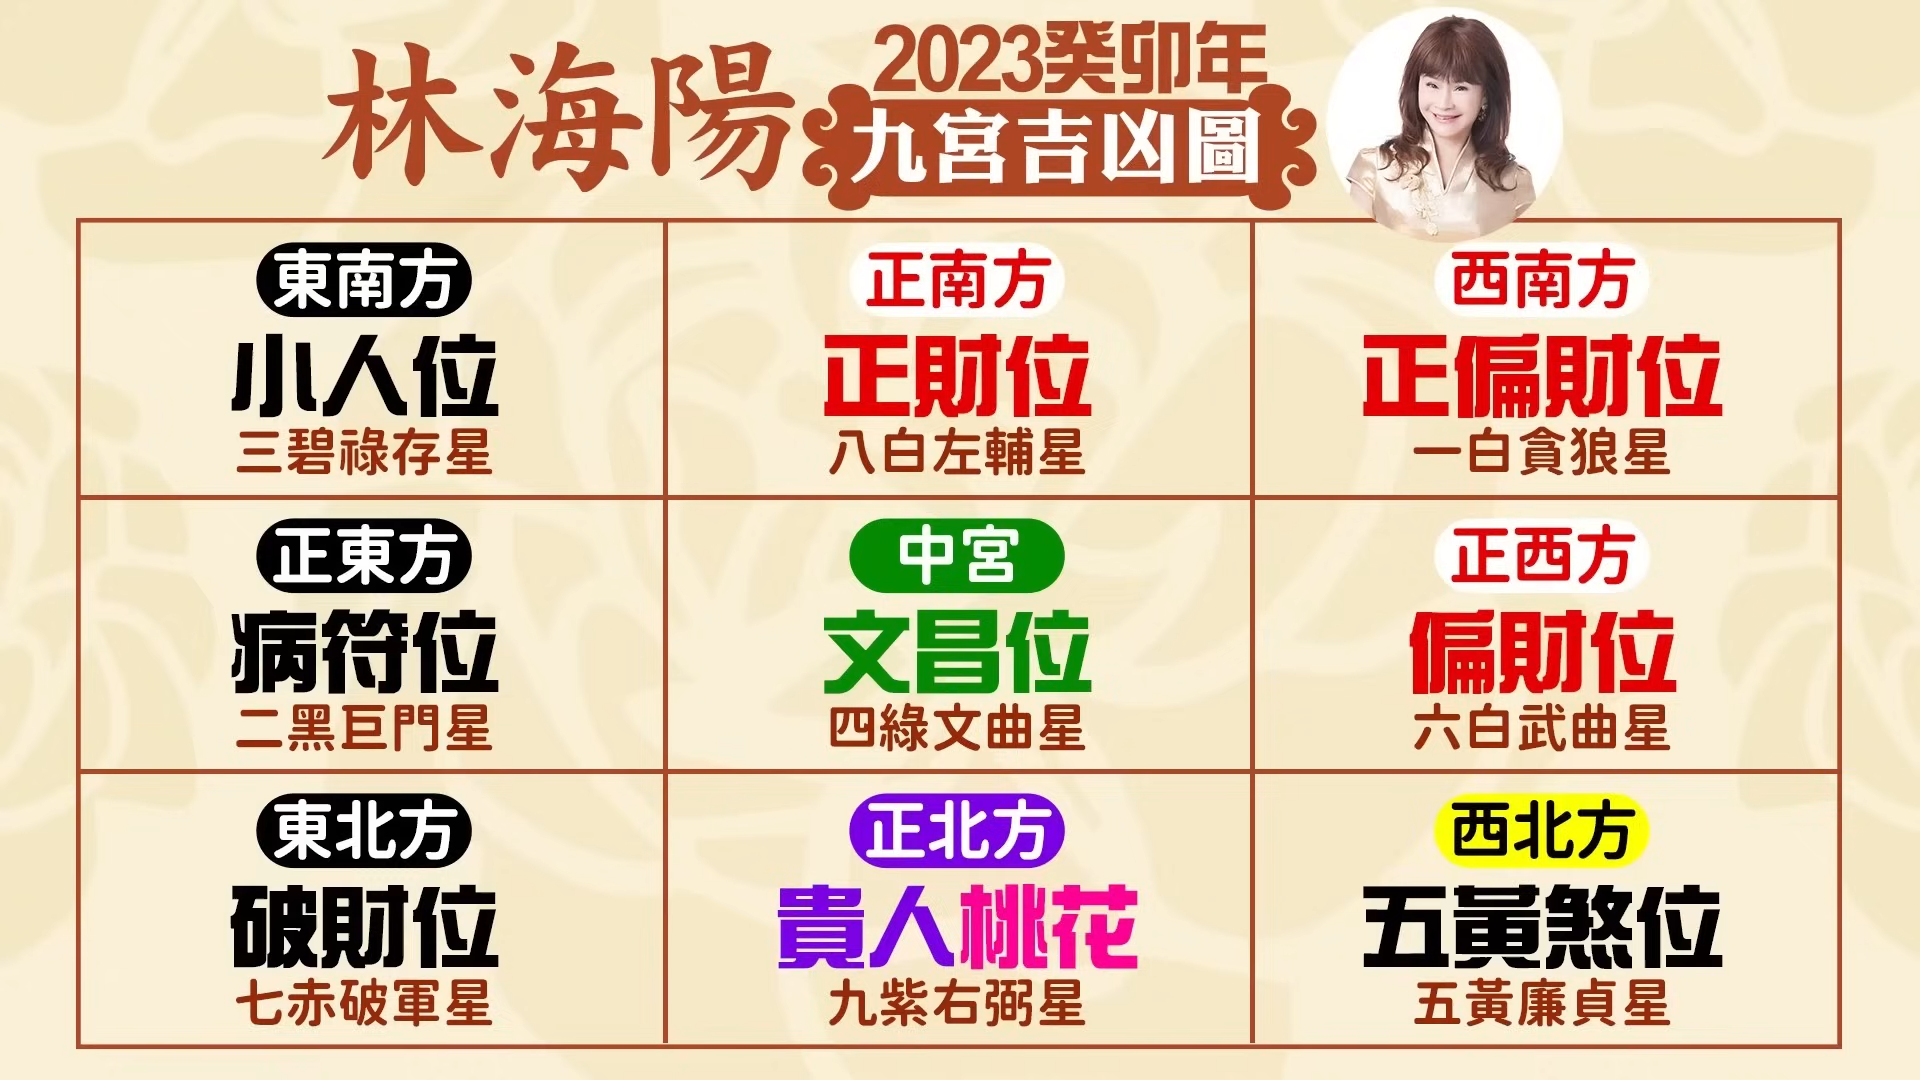 林海陽
2023癸卯年
九宮吉凶圖
東南方
小人位
三碧祿存星
正南方
正財位
八白左輔星
西南方
正偏財位
一白貪狼星
正東方
病符位
二黑巨門星
中宮
文昌位
四綠文曲星
正西方
偏財位
六白武曲星
東北方
破財位
七赤破軍星
正北方
貴人桃花
九紫右弼星
西北方
五黃煞位
五黃廉貞星